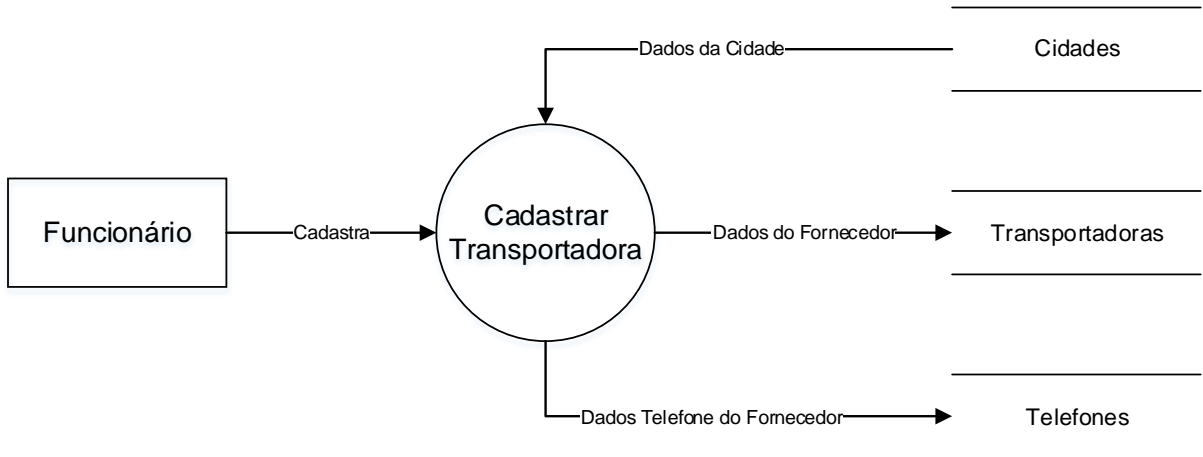 Dados da Cidade
Cidades
Funcionário
Cadastra
Cadastrar
Transportadora
Dados do Fornecedor
Transportadoras
Dados Telefone do Fornecedor
Telefones